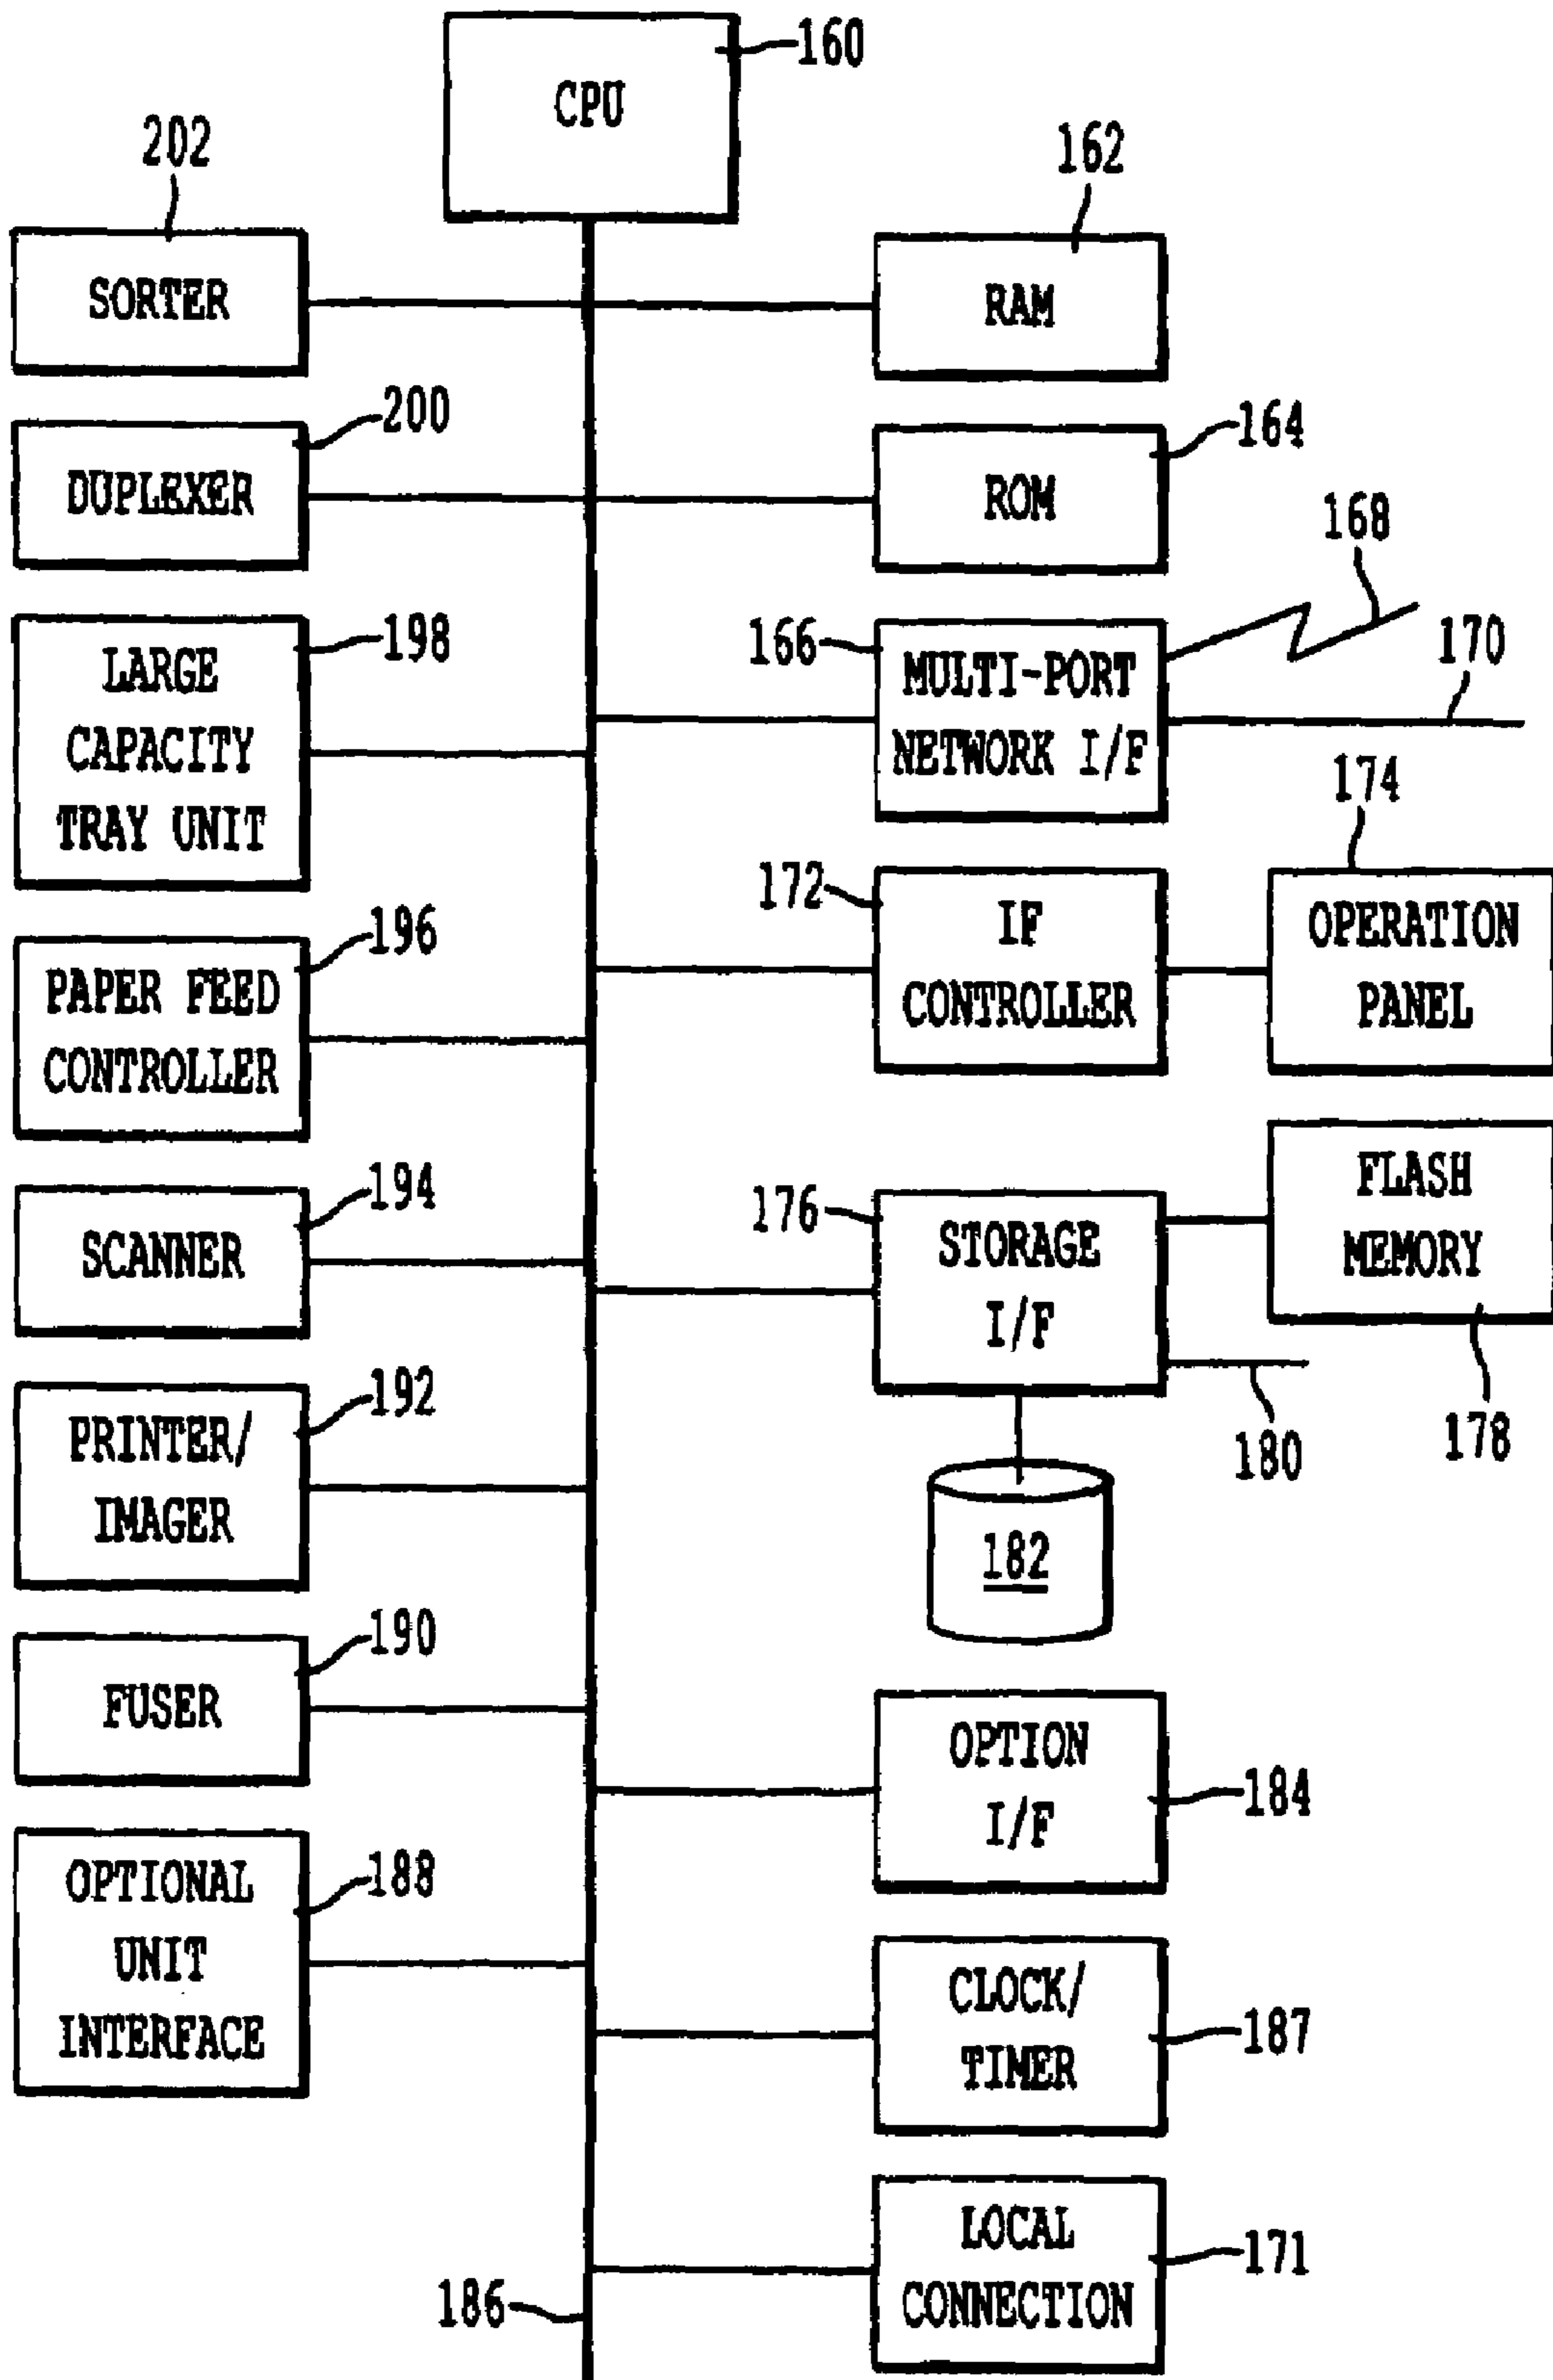 CPU
160
202
SORTER
162
RAM
200
DUPLEXER
164
ROM
198
LARGE
CAPACITY
TRAY UNIT
166
MULTI-PORT
NETWORK I/F
168
170
196
PAPER FEED
CONTROLLER
172
IF
CONTROLLER
174
OPERATION
PANEL
194
SCANNER
176
STORAGE
I/F
FLASH
MEMORY
178
180
182
192
PRINTER/
IMAGER
190
FUSER
OPTION
I/F
184
188
OPTIONAL
UNIT
INTERFACE
CLOCK/
TIMER
187
LOCAL
CONNECTION
171
186